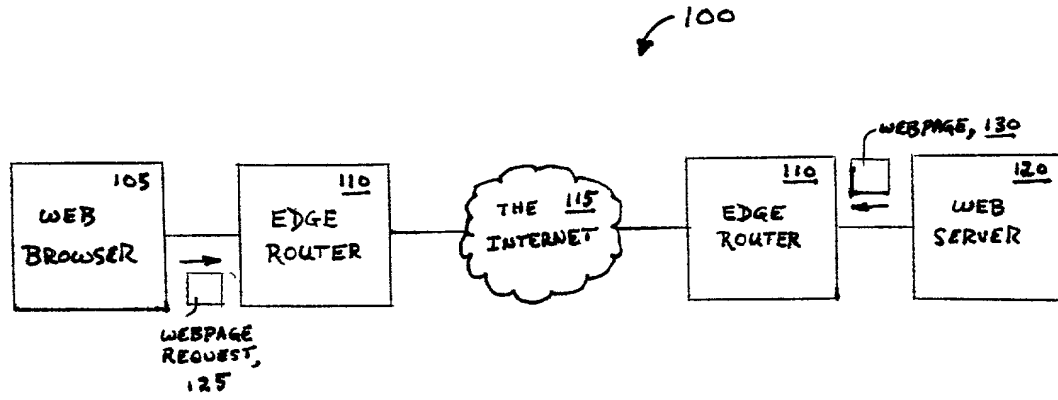 100
105
WEB
BROWSER
110
EDGE
ROUTER
THE 115
INTERNET
110
EDGE
ROUTER
WEBPAGE, 130
120
WEB
SERVER
WEBPAGE
REQUEST,
125